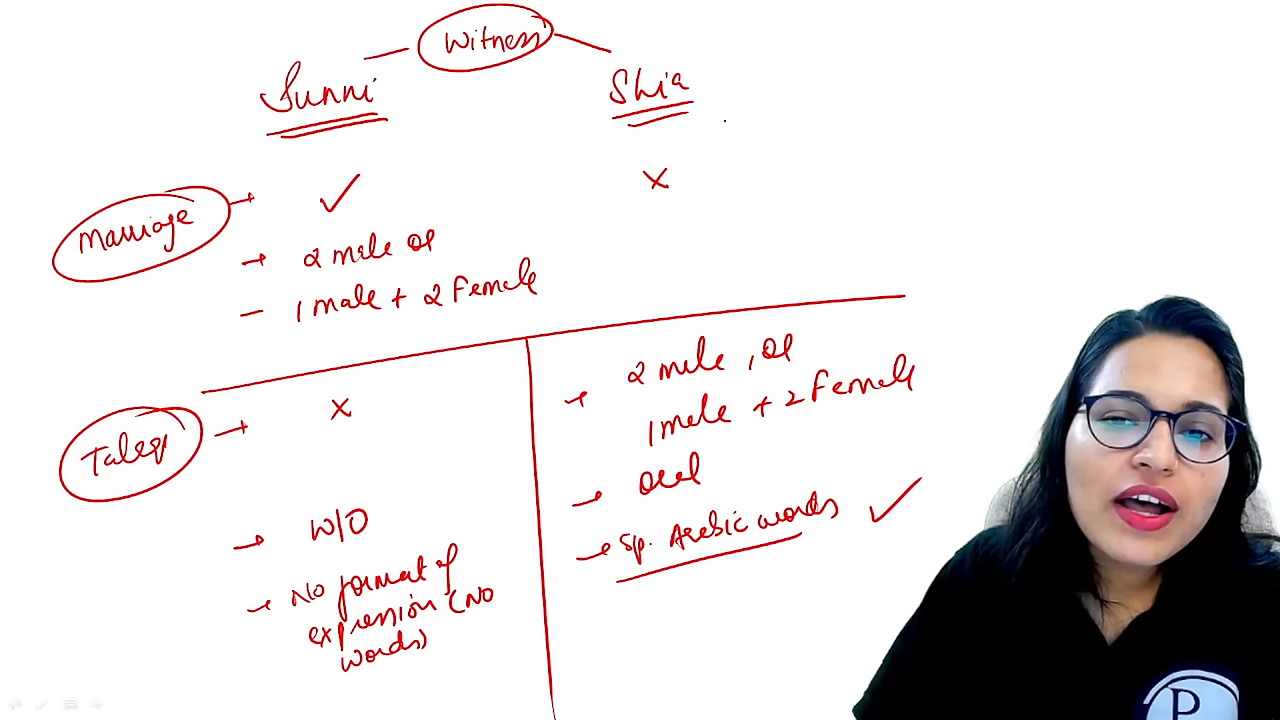 Witness
Sunni
Shia
Marriage → ✓
×
→ 2 male or
- 1 male + 2 Female
Talaq → ×
→ 2 male, or
1 male + 2 Female
→ W/O
→ oral
→ No format of
expression (No
words)
→ Sp. Arabic words ✓
P